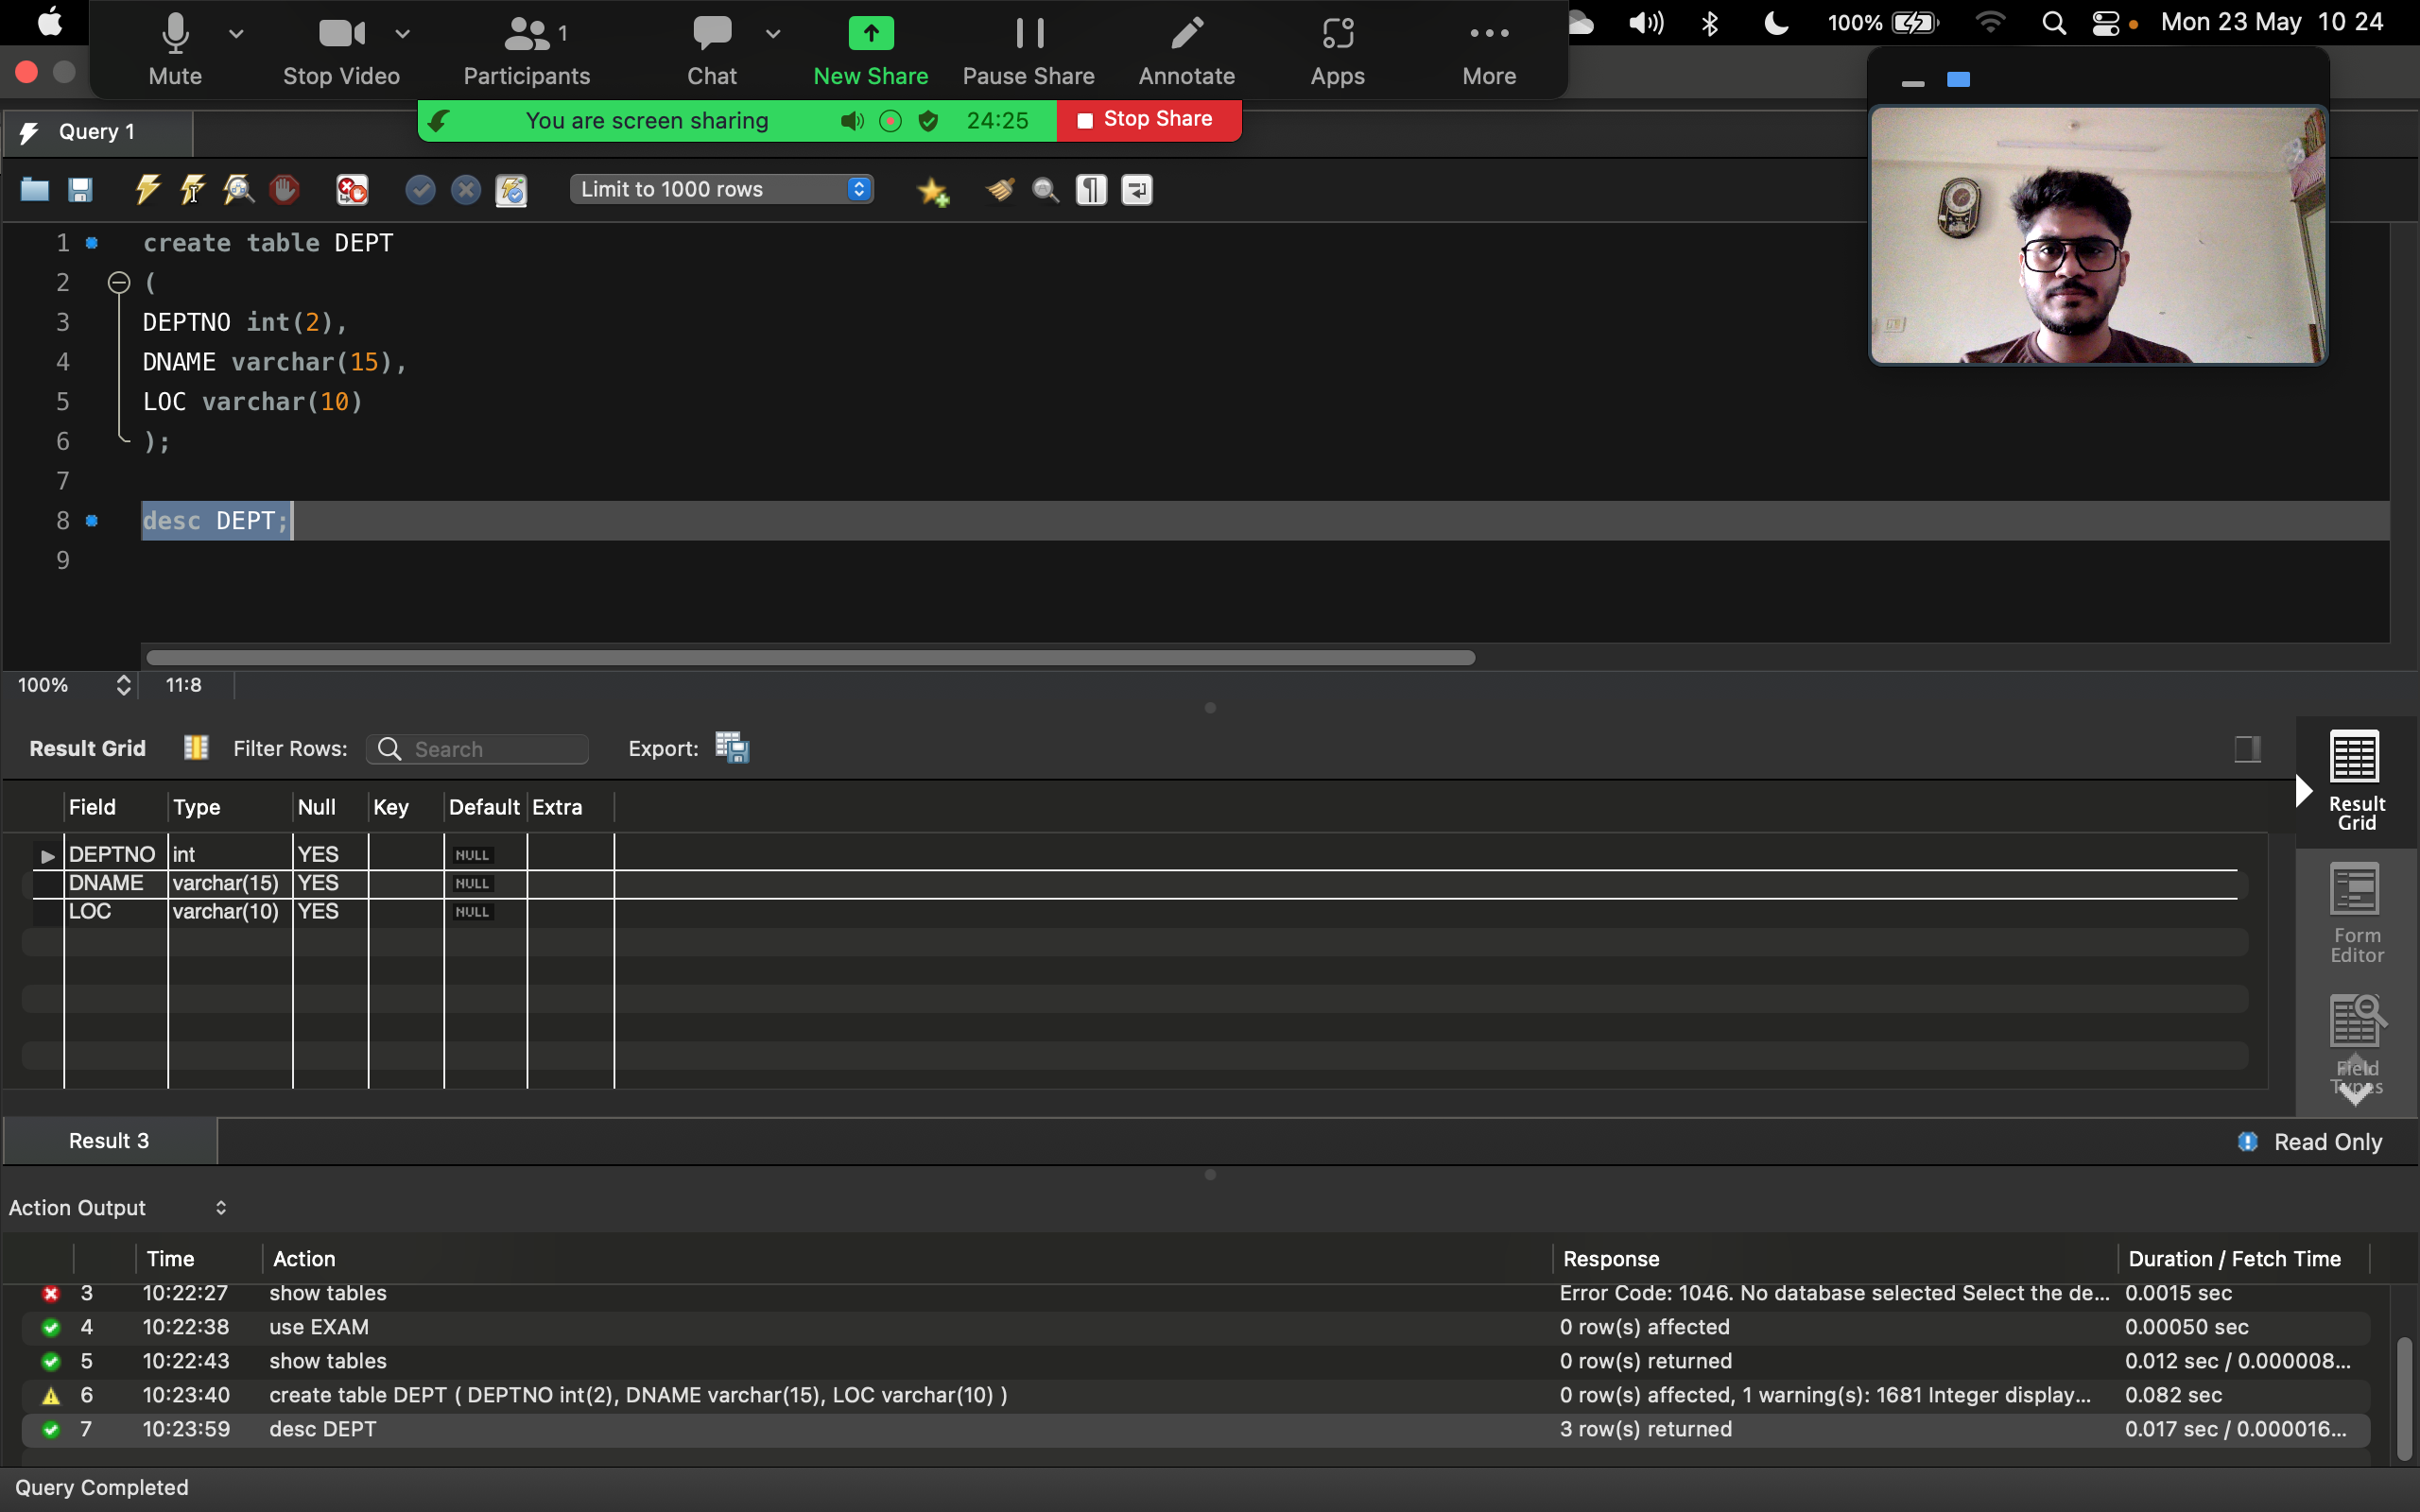 100% Mon 23 May 10 24
Mute Stop Video Participants 1 Chat New Share Pause Share Annotate Apps More
You are screen sharing 24:25 Stop Share
Query 1
Limit to 1000 rows
1 create table DEPT
2 (
3 DEPTNO int(2),
4 DNAME varchar(15),
5 LOC varchar(10)
6 );
7
8 desc DEPT;
9
100% 11:8
Result Grid Filter Rows: Search Export:
Field Type Null Key Default Extra
DEPTNO int YES NULL
DNAME varchar(15) YES NULL
LOC varchar(10) YES NULL
Result Grid
Form Editor
Field Types
Result 3 Read Only
Action Output
Time Action Response Duration / Fetch Time
3 10:22:27 show tables Error Code: 1046. No database selected Select the de... 0.0015 sec
4 10:22:38 use EXAM 0 row(s) affected 0.00050 sec
5 10:22:43 show tables 0 row(s) returned 0.012 sec / 0.000008...
6 10:23:40 create table DEPT ( DEPTNO int(2), DNAME varchar(15), LOC varchar(10) ) 0 row(s) affected, 1 warning(s): 1681 Integer display... 0.082 sec
7 10:23:59 desc DEPT 3 row(s) returned 0.017 sec / 0.000016...
Query Completed